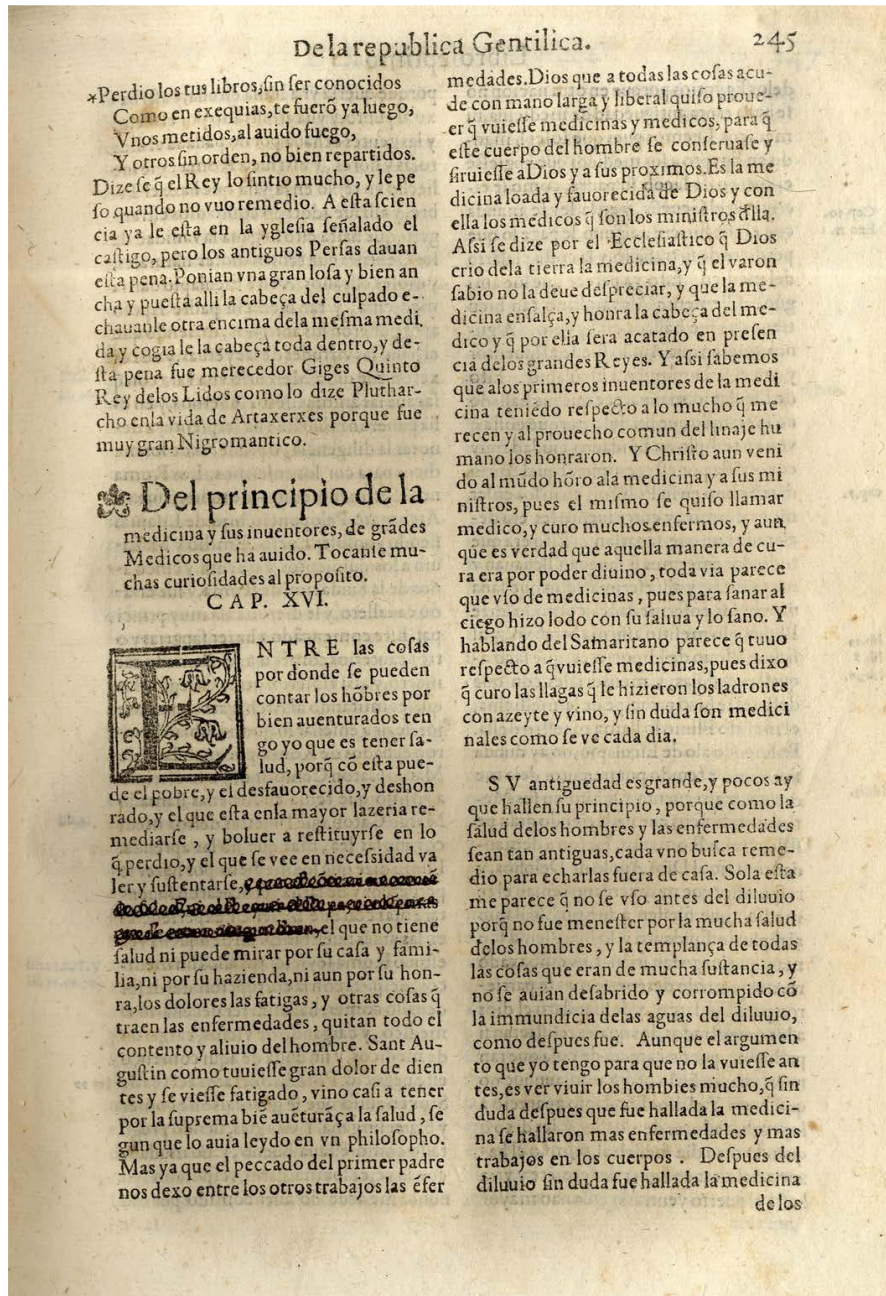 De la republica Gentilica. 245
*Perdio los tus libros, sin ser conocidos
Como en exequias, te fuerõ ya luego,
Vnos metidos, al auido fuego,
Y otros sin orden, no bien repartidos.
Dize se q̃ el Rey lo sintio mucho, y le pe
so quando no vuo remedio. A esta scien
cia ya le esta en la yglesia señalado el
castigo, pero los antiguos Persas dauan
esta pena. Ponian vna gran losa y bien an
cha y puesta alli la cabeça del culpado e-
chauanle otra encima dela mesma medi.
da y cogia le la cabeça toda dentro, y de-
sta pena fue merecedor Giges Quinto
Rey delos Lidos como lo dize Pluthar-
cho enla vida de Artaxerxes porque fue
muy gran Nigromantico.
Del principio de la
medicina y sus inuentores, de grãdes
Medicos que ha auido. Tocanse mu-
chas curiosidades al proposito.
CAP. XVI.
ENTRE las cosas
por donde se pueden
contar los hõbres por
bien auenturados ten
go yo que es tener sa-
lud, porq̃ cõ esta pue-
de el pobre, y el desfauorecido, y deshon
rado, y el que esta enla mayor lazeria re-
mediarse , y boluer a restituyrse en lo
q̃ perdio, y el que se vee en necessidad va
ler y sustentarse,
el que no tiene
salud ni puede mirar por su casa y fami-
lia, ni por su hazienda, ni aun por su hon-
ra, los dolores las fatigas, y otras cosas q̃
traen las enfermedades, quitan todo el
contento y aliuio del hombre. Sant Au-
gustin como tuuiesse gran dolor de dien
tes y se viesse fatigado, vino casi a tener
por la suprema biẽ auẽturãça la salud, se
gun que lo auia leydo en vn philosopho.
Mas ya que el peccado del primer padre
nos dexo entre los otros trabajos las ẽfer
medades. Dios que a todas las cosas acu-
de con mano larga y liberal quiso proue-
er q̃ vuiesse medicinas y medicos, para q̃
este cuerpo del hombre se conseruase y
siruiesse aDios y a sus proximos. Es la me
dicina loada y fauorecida de Dios y con
ella los medicos q̃ son los ministros d̃lla.
Assi se dize por el Ecclesiastico q̃ Dios
crio dela tierra la medicina, y q̃ el varon
sabio no la deue despreciar, y que la me-
dicina ensalça, y honra la cabeça del me-
dico y q̃ por ella sera acatado en presen
cia delos grandes Reyes. Y assi sabemos
que alos primeros inuentores de la medi
cina teniẽdo respecto a lo mucho q̃ me
recen y al prouecho comun del linaje hu
mano los honraron. Y Christo aun veni
do al mũdo hõro ala medicina y a sus mi
nistros, pues el mismo se quiso llamar
medico, y curo muchos enfermos, y aun
que es verdad que aquella manera de cu-
ra era por poder diuino, toda via parece
que vso de medicinas, pues para sanar al
ciego hizo lodo con su saliua y lo sano. Y
hablando del Samaritano parece q̃ tuuo
respecto a q̃ vuiesse medicinas, pues dixo
q̃ curo las llagas q̃ le hizieron los ladrones
con azeyte y vino, y sin duda son medici
nales como se ve cada dia.
SV antiguedad es grande, y pocos ay
que hallen su principio, porque como la
salud delos hombres y las enfermedades
sean tan antiguas, cada vno busca reme-
dio para echarlas fuera de casa. Sola esta
me parece q̃ no se vso antes del diluuio
porq̃ no fue menester por la mucha salud
delos hombres, y la templança de todas
las cosas que eran de mucha sustancia, y
no se auian desabrido y corrompido cõ
la immundicia delas aguas del diluuio,
como despues fue. Aunque el argumen
to que yo tengo para que no la vuiesse an
tes, es ver viuir los hombres mucho, q̃ sin
duda despues que fue hallada la medici-
na se hallaron mas enfermedades y mas
trabajos en los cuerpos . Despues del
diluuio sin duda fue hallada la medicina
de los